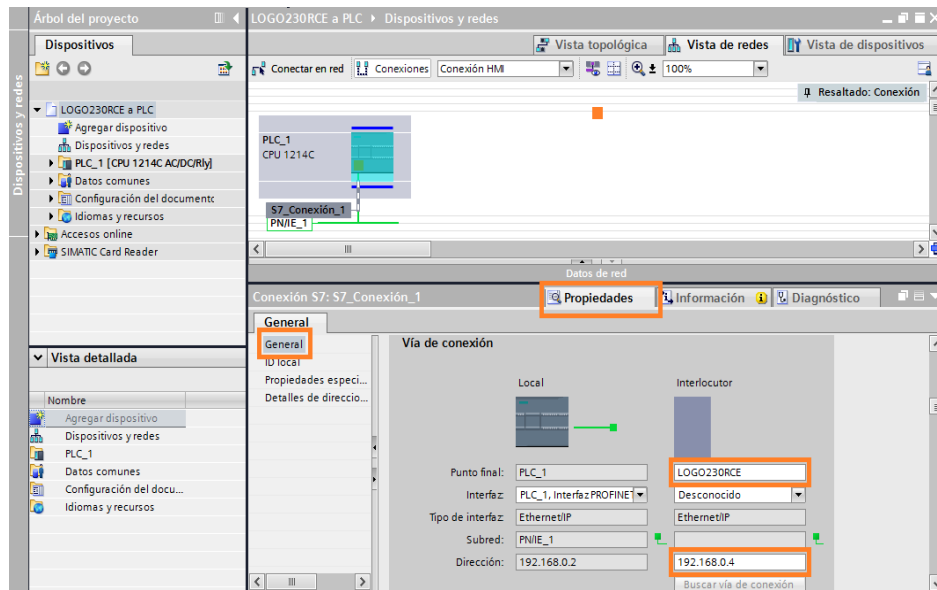 Árbol del proyecto
LOGO230RCE a PLC Dispositivos y redes
Dispositivos
Vista topológica Vista de redes Vista de dispositivos
Conectar en red Conexiones Conexión HMI 100%
Resaltado: Conexión
Dispositivos y redes
LOGO230RCE a PLC
Agregar dispositivo
Dispositivos y redes
PLC_1 [CPU 1214C AC/DC/Rly]
Datos comunes
Configuración del documento
Idiomas y recursos
Accesos online
SIMATIC Card Reader
PLC_1
CPU 1214C
S7_Conexión_1
PN/IE_1
Datos de red
Conexión S7: S7_Conexión_1
Propiedades Información Diagnóstico
General
General
ID local
Propiedades especi...
Detalles de direccio...
Vía de conexión
Local Interlocutor
Punto final: PLC_1 LOGO230RCE
Interfaz: PLC_1, Interfaz PROFINET Desconocido
Tipo de interfaz: Ethernet/IP Ethernet/IP
Subred: PN/IE_1
Dirección: 192.168.0.2 192.168.0.4
Buscar vía de conexión
Vista detallada
Nombre
Agregar dispositivo
Dispositivos y redes
PLC_1
Datos comunes
Configuración del docu...
Idiomas y recursos